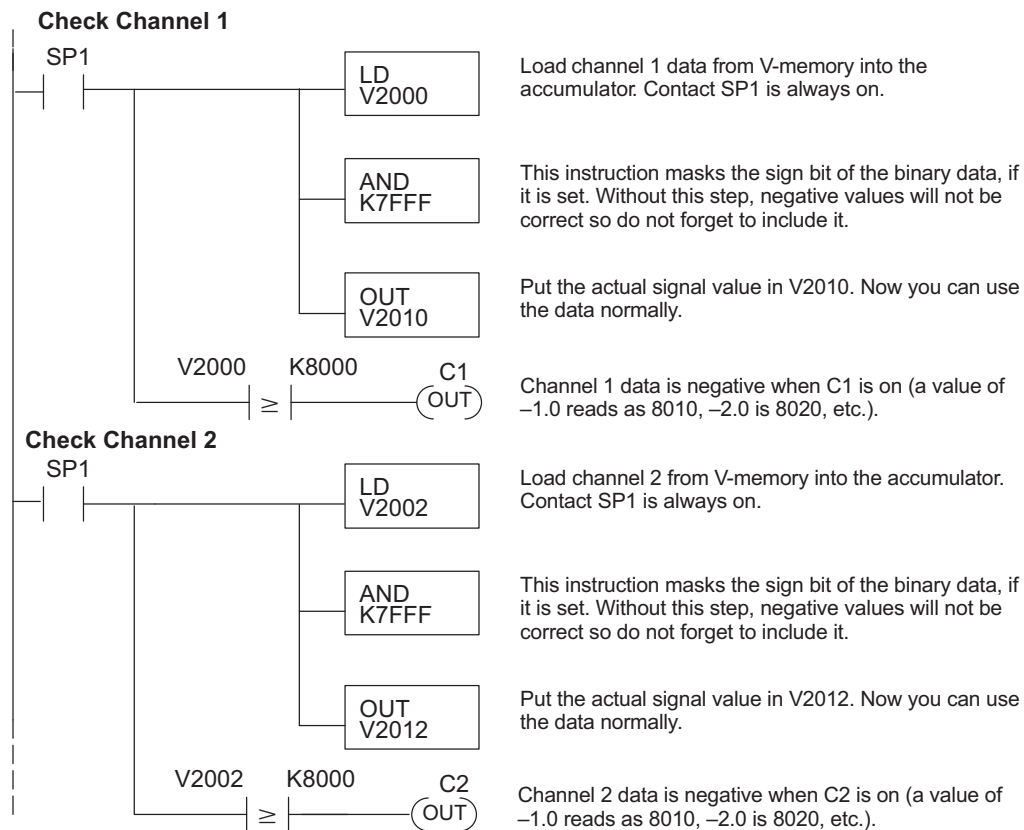 Check Channel 1
SP1
LD
V2000
Load channel 1 data from V-memory into the
accumulator. Contact SP1 is always on.
AND
K7FFF
This instruction masks the sign bit of the binary data, if
it is set. Without this step, negative values will not be
correct so do not forget to include it.
OUT
V2010
Put the actual signal value in V2010. Now you can use
the data normally.
V2000 K8000 C1
≥ OUT
Channel 1 data is negative when C1 is on (a value of
–1.0 reads as 8010, –2.0 is 8020, etc.).
Check Channel 2
SP1
LD
V2002
Load channel 2 from V-memory into the accumulator.
Contact SP1 is always on.
AND
K7FFF
This instruction masks the sign bit of the binary data, if
it is set. Without this step, negative values will not be
correct so do not forget to include it.
OUT
V2012
Put the actual signal value in V2012. Now you can use
the data normally.
V2002 K8000 C2
≥ OUT
Channel 2 data is negative when C2 is on (a value of
–1.0 reads as 8010, –2.0 is 8020, etc.).